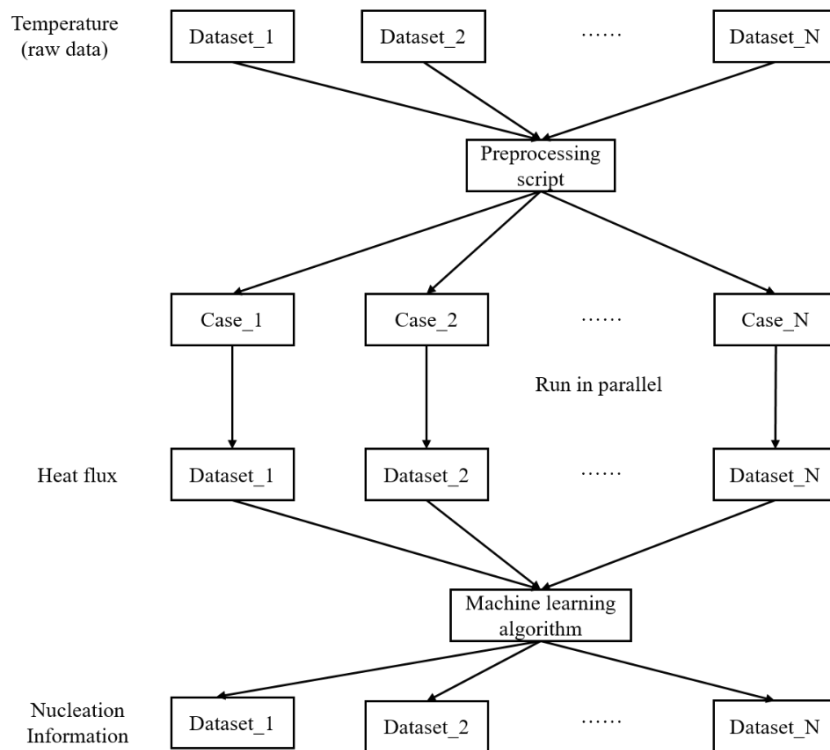 Temperature
(raw data)
Dataset_1
Dataset_2
......
Dataset_N
Preprocessing
script
Case_1
Case_2
......
Case_N
Run in parallel
Heat flux
Dataset_1
Dataset_2
......
Dataset_N
Machine learning
algorithm
Nucleation
Information
Dataset_1
Dataset_2
......
Dataset_N